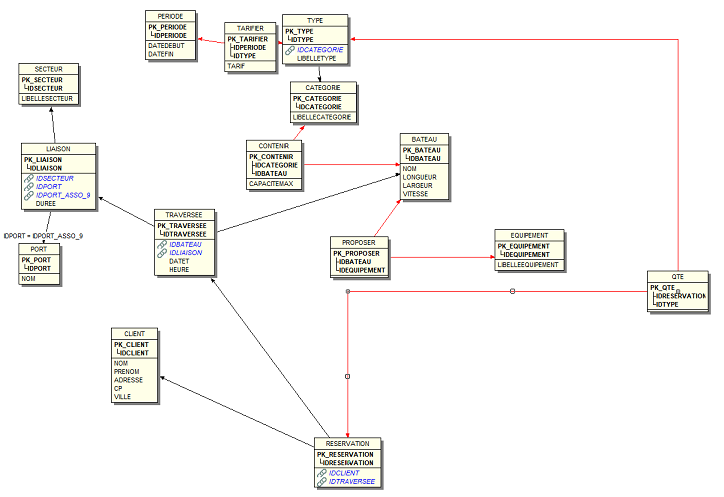 PERIODE
PK_PERIODE
IDPERIODE
DATEDEBUT
DATEFIN
TARIFIER
PK_TARIFIER
IDPERIODE
IDTYPE
TARIF
TYPE
PK_TYPE
IDTYPE
IDCATEGORIE
LIBELLETYPE
SECTEUR
PK_SECTEUR
IDSECTEUR
LIBELLESECTEUR
CATEGORIE
PK_CATEGORIE
IDCATEGORIE
LIBELLECATEGORIE
LIAISON
PK_LIAISON
IDLIAISON
IDSECTEUR
IDPORT
IDPORT_ASSO_9
DUREE
CONTENIR
PK_CONTENIR
IDCATEGORIE
IDBATEAU
CAPACITEMAX
BATEAU
PK_BATEAU
IDBATEAU
NOM
LONGUEUR
LARGEUR
VITESSE
IDPORT = IDPORT_ASSO_9
PORT
PK_PORT
IDPORT
NOM
TRAVERSEE
PK_TRAVERSEE
IDTRAVERSEE
IDBATEAU
IDLIAISON
DATET
HEURE
PROPOSER
PK_PROPOSER
IDBATEAU
IDEQUIPEMENT
EQUIPEMENT
PK_EQUIPEMENT
IDEQUIPEMENT
LIBELLEEQUIPEMENT
QTE
PK_QTE
IDRESERVATION
IDTYPE
CLIENT
PK_CLIENT
IDCLIENT
NOM
PRENOM
ADRESSE
CP
VILLE
RESERVATION
PK_RESERVATION
IDRESERVATION
IDCLIENT
IDTRAVERSEE